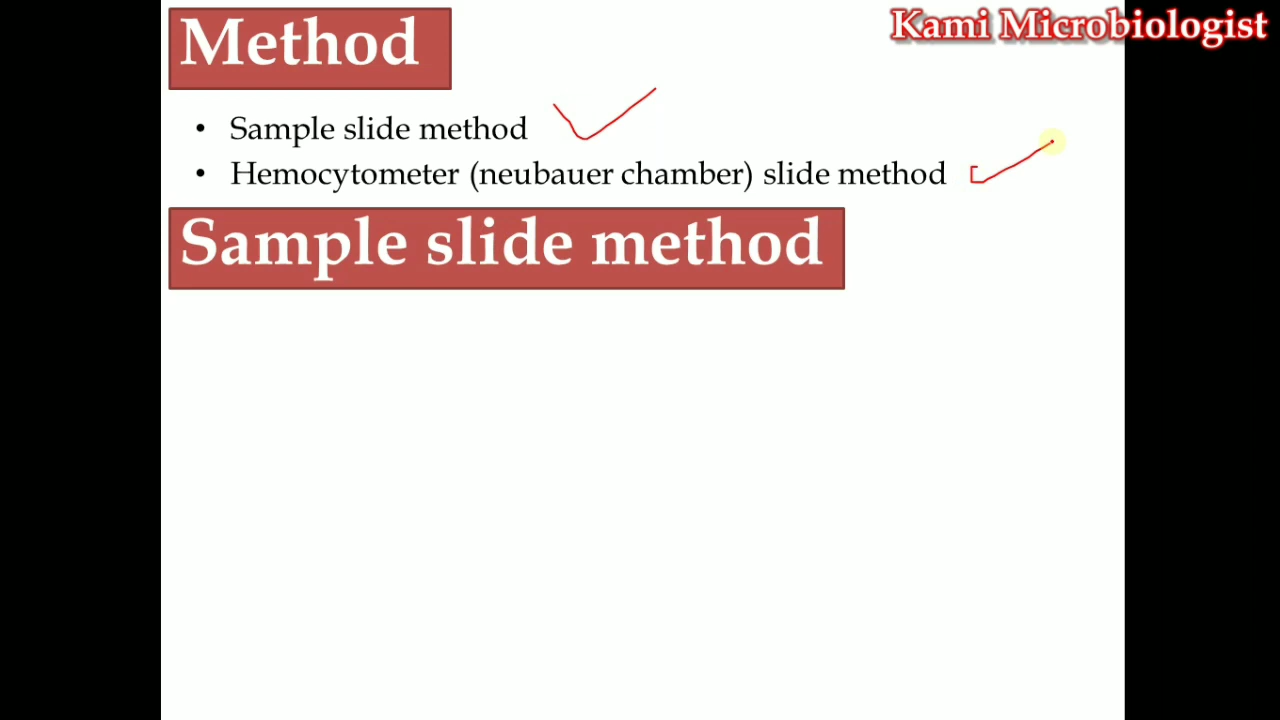 Kami Microbiologist
Method
• Sample slide method
• Hemocytometer (neubauer chamber) slide method
Sample slide method